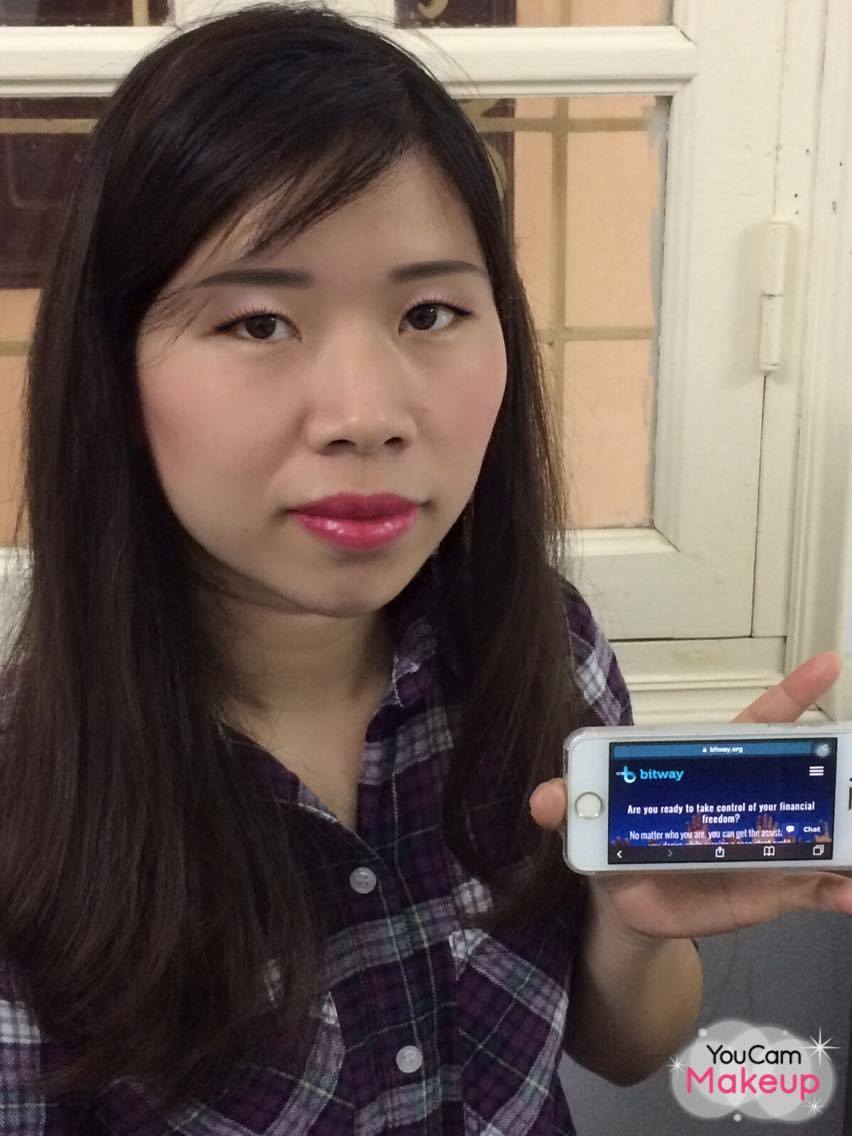 bitway.org
bitway
Are you ready to take control of your financial
freedom?
No matter who you are, you can get the assist
Chat
YouCam
Makeup